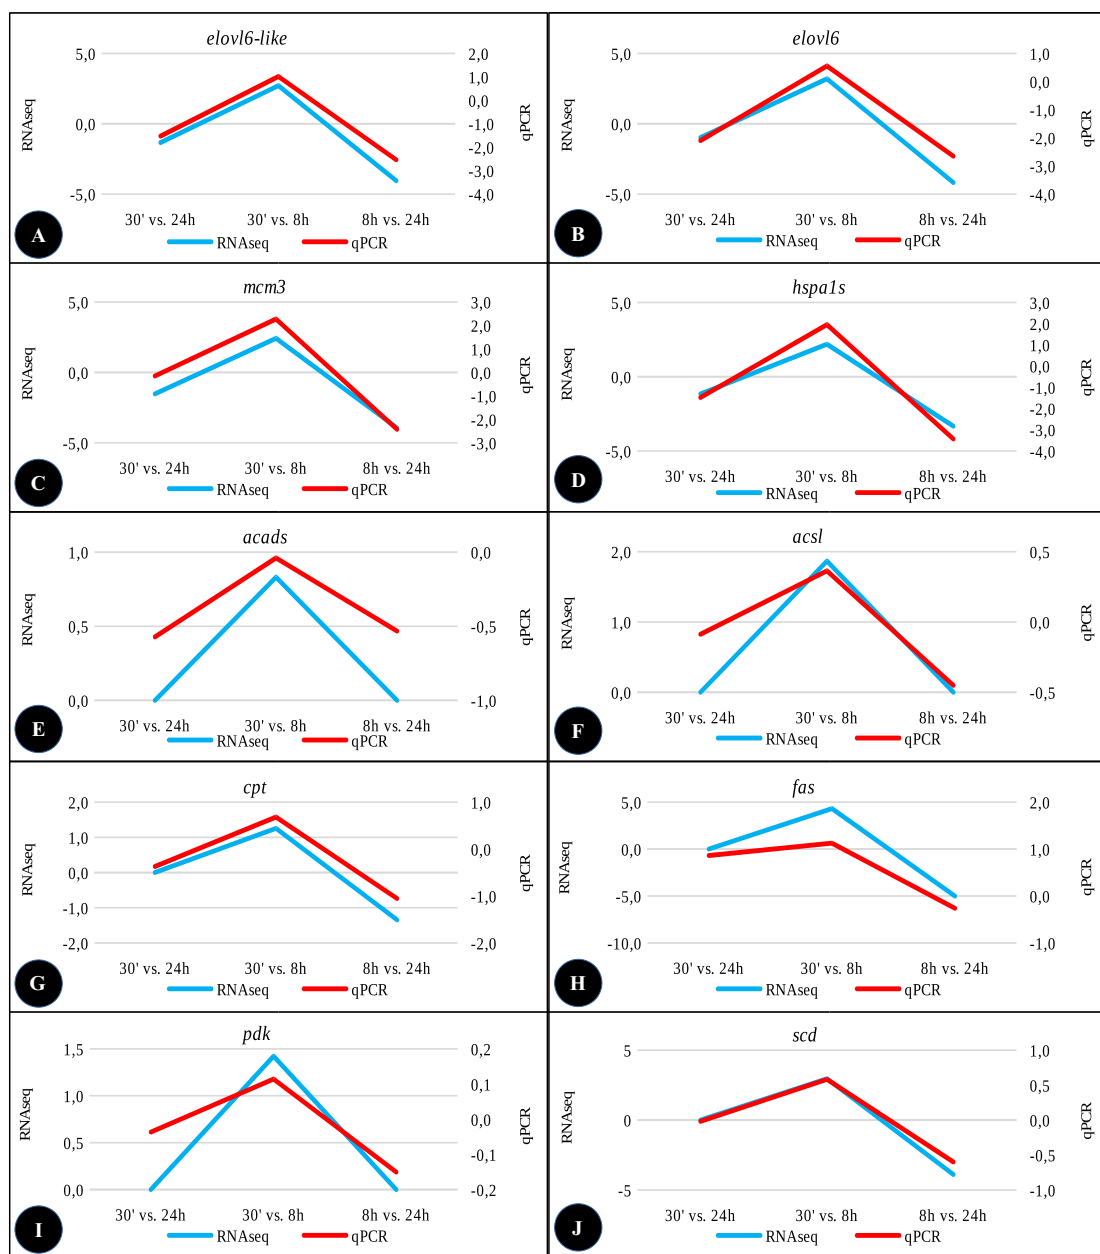 elovl6-like
5,0
0,0
-5,0
RNAseq
2,0
1,0
0,0
-1,0
-2,0
-3,0
-4,0
qPCR
30' vs. 24h 30' vs. 8h 8h vs. 24h
RNAseq qPCR
A
elovl6
5,0
0,0
-5,0
RNAseq
1,0
0,0
-1,0
-2,0
-3,0
-4,0
qPCR
30' vs. 24h 30' vs. 8h 8h vs. 24h
RNAseq qPCR
B
mcm3
5,0
0,0
-5,0
RNAseq
3,0
2,0
1,0
0,0
-1,0
-2,0
-3,0
qPCR
30' vs. 24h 30' vs. 8h 8h vs. 24h
RNAseq qPCR
C
hspa1s
5,0
0,0
-5,0
RNAseq
3,0
2,0
1,0
0,0
-1,0
-2,0
-3,0
-4,0
qPCR
30' vs. 24h 30' vs. 8h 8h vs. 24h
RNAseq qPCR
D
acads
1,0
0,5
0,0
RNAseq
0,0
-0,5
-1,0
qPCR
30' vs. 24h 30' vs. 8h 8h vs. 24h
RNAseq qPCR
E
acsl
2,0
1,0
0,0
RNAseq
0,5
0,0
-0,5
qPCR
30' vs. 24h 30' vs. 8h 8h vs. 24h
RNAseq qPCR
F
cpt
2,0
1,0
0,0
-1,0
-2,0
RNAseq
1,0
0,0
-1,0
-2,0
qPCR
30' vs. 24h 30' vs. 8h 8h vs. 24h
RNAseq qPCR
G
fas
5,0
0,0
-5,0
-10,0
RNAseq
2,0
1,0
0,0
-1,0
qPCR
30' vs. 24h 30' vs. 8h 8h vs. 24h
RNAseq qPCR
H
pdk
1,5
1,0
0,5
0,0
RNAseq
0,2
0,1
0,0
-0,1
-0,2
qPCR
30' vs. 24h 30' vs. 8h 8h vs. 24h
RNAseq qPCR
I
scd
5
0
-5
RNAseq
1,0
0,5
0,0
-0,5
-1,0
qPCR
30' vs. 24h 30' vs. 8h 8h vs. 24h
RNAseq qPCR
J